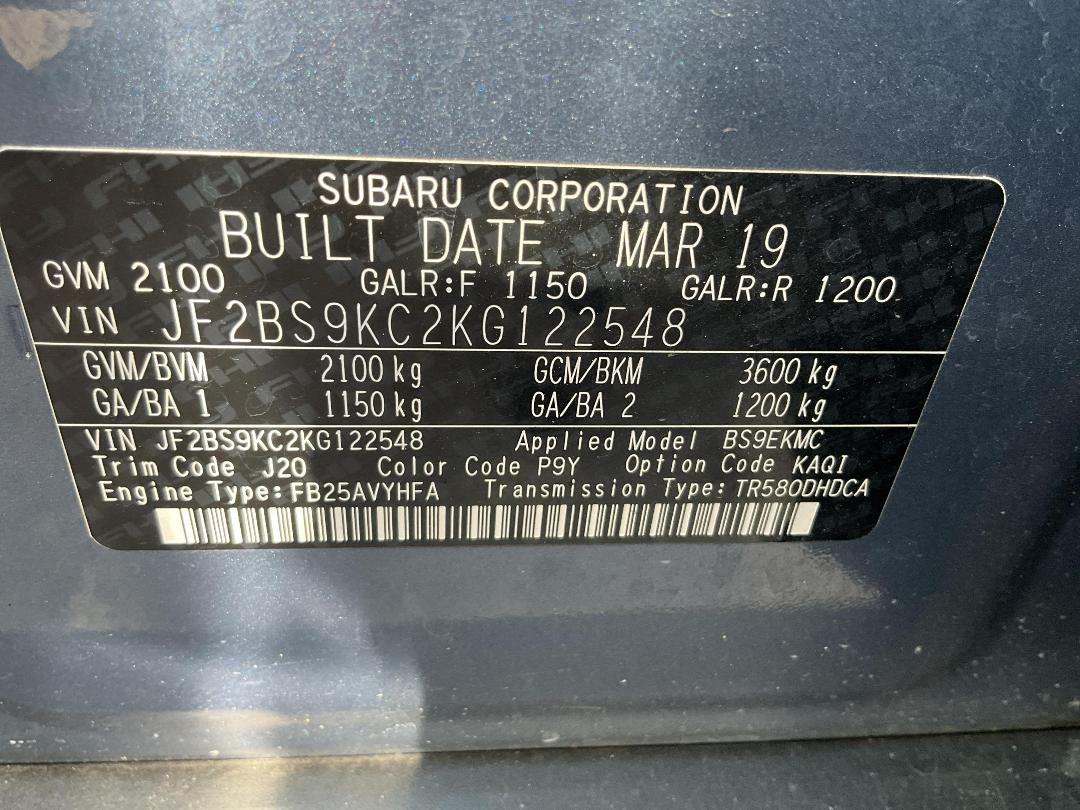 SUBARU CORPORATION
BUILT DATE MAR 19
GVM 2100 GALR:F 1150 GALR:R 1200
VIN JF2BS9KC2KG122548
GVM/BVM 2100 kg GCM/BKM 3600 kg
GA/BA 1 1150 kg GA/BA 2 1200 kg
VIN JF2BS9KC2KG122548 Applied Model BS9EKMC
Trim Code J20 Color Code P9Y Option Code KAQI
Engine Type: FB25AVYHFA Transmission Type: TR580DHDCA